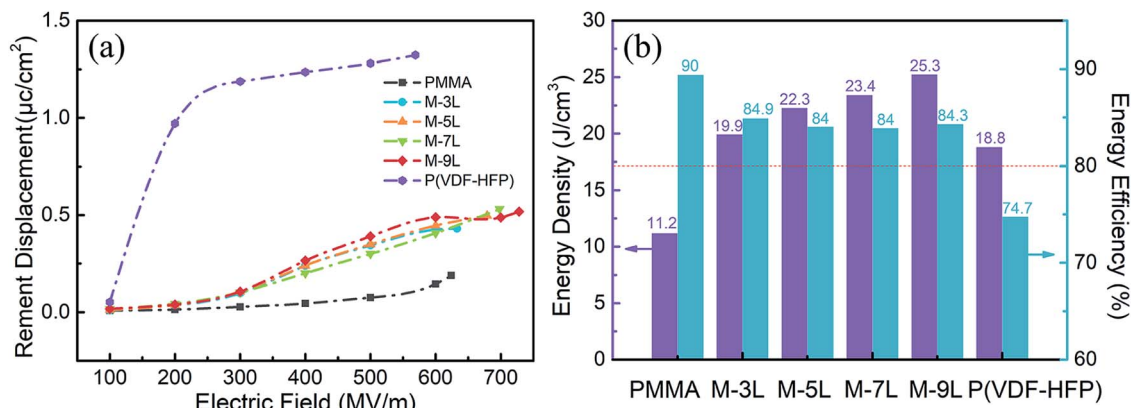 (a)
Rement Displacement(μc/cm²)
1.5
1.0
0.5
0.0
PMMA
M-3L
M-5L
M-7L
M-9L
P(VDF-HFP)
100 200 300 400 500 600 700
Electric Field (MV/m)
(b)
Energy Density (J/cm³)
30
25
20
15
10
5
0
11.2 90
19.9 84.9
22.3 84
23.4 84
25.3 84.3
18.8 74.7
90
80
70
60
Energy Efficiency (%)
PMMA M-3L M-5L M-7L M-9L P(VDF-HFP)